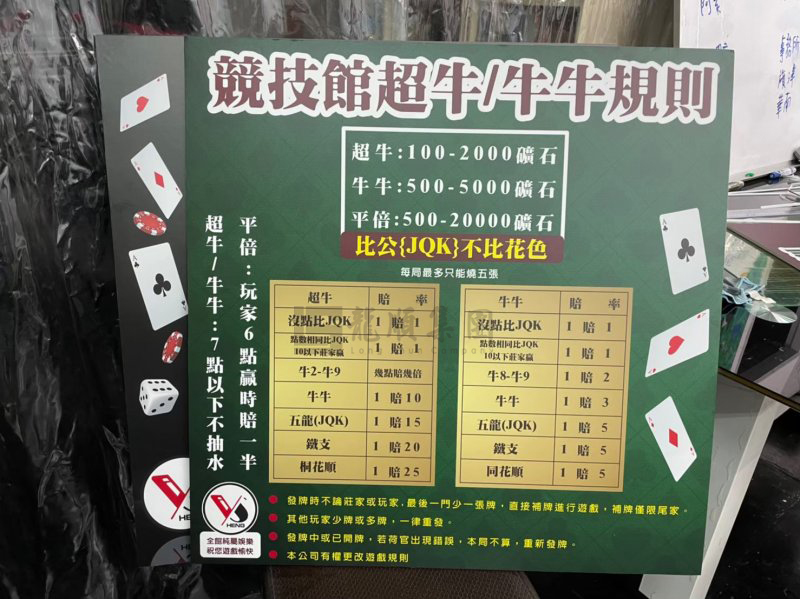 競技館超牛/牛牛規則
超牛:100-2000礦石
牛牛:500-5000礦石
平倍:500-20000礦石
比公{JQK}不比花色
每局最多只能燒五張
平倍:玩家6點贏時賠一半
超牛/牛牛:7點以下不抽水
超牛 賠率
沒點比JQK 1賠1
點數相同比JQK 10以下莊家贏 1賠1
牛2-牛9 幾點賠幾倍
牛牛 1賠10
五龍(JQK) 1賠15
鐵支 1賠20
桐花順 1賠25
牛牛 賠率
沒點比JQK 1賠1
點數相同比JQK 10以下莊家贏 1賠1
牛8-牛9 1賠2
牛牛 1賠3
五龍(JQK) 1賠5
鐵支 1賠5
同花順 1賠5
龍順集團
發牌時不論莊家或玩家,最後一門少一張牌,直接補牌進行遊戲,補牌僅限尾家。
其他玩家少牌或多牌,一律重發。
發牌中或已開牌,若荷官出現錯誤,本局不算,重新發牌。
本公司有權更改遊戲規則
HENG
全館純屬娛樂
祝您遊戲愉快
HENG